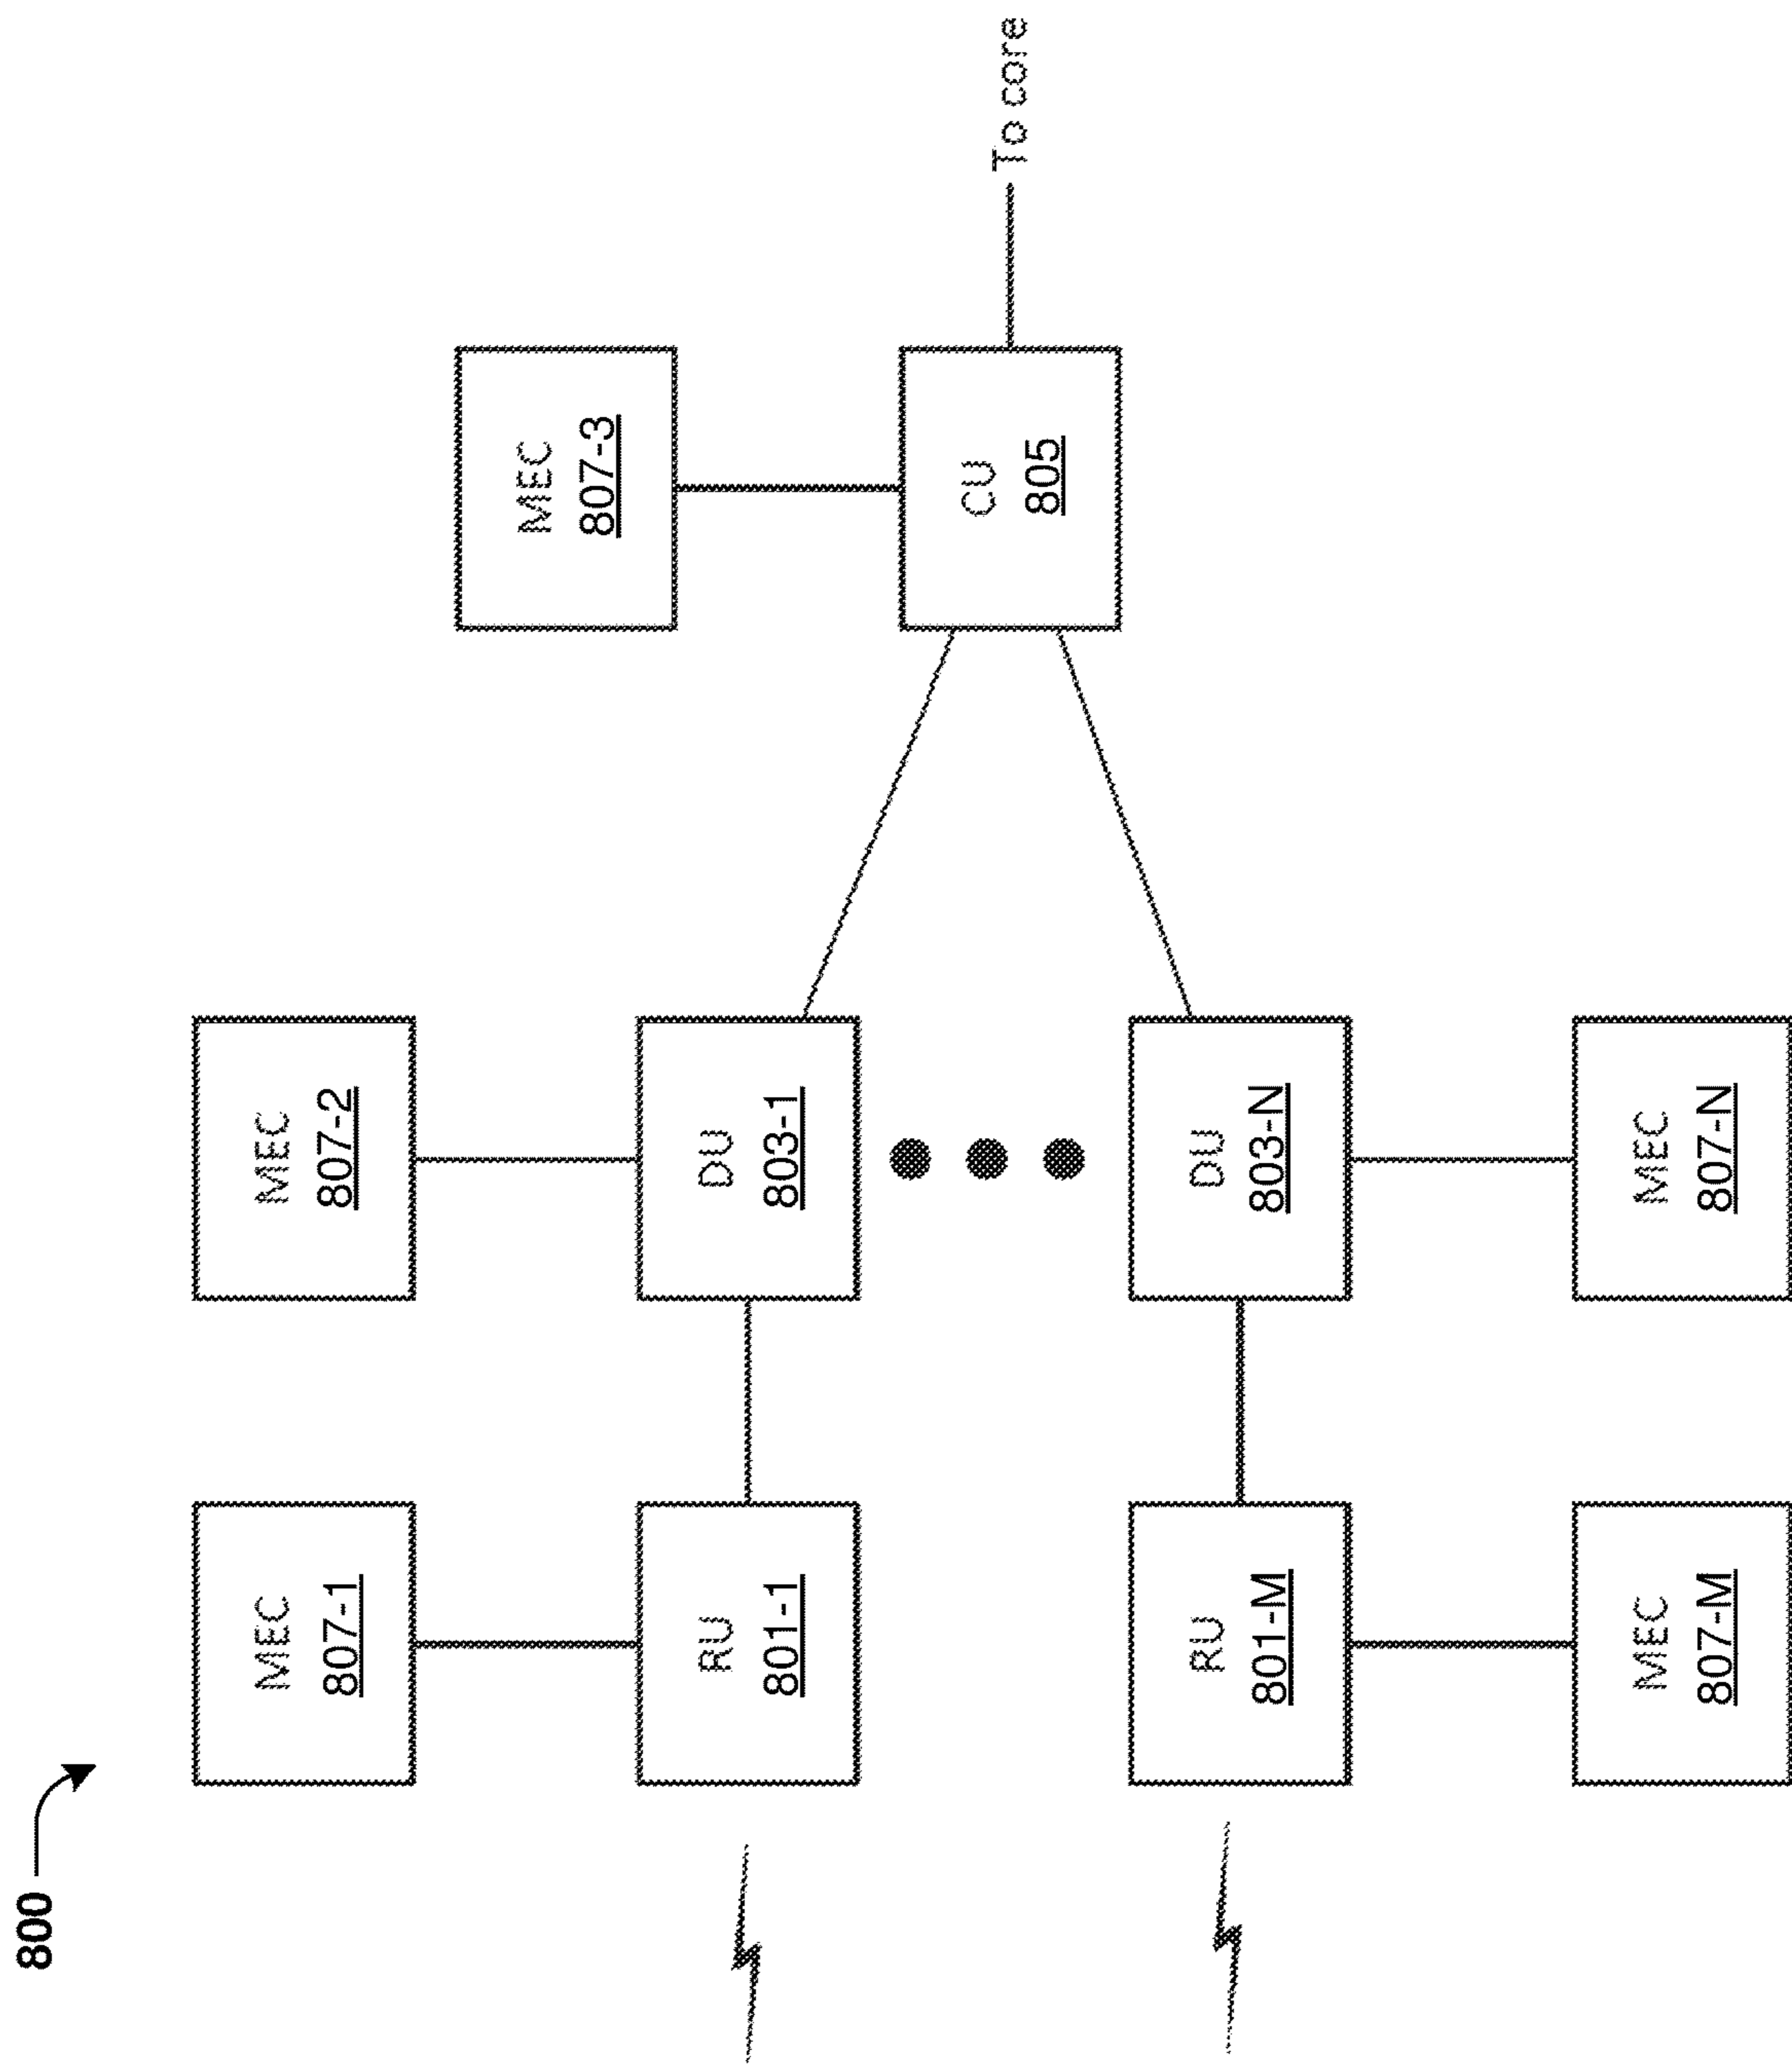 800
MEC
807-1
MEC
807-2
MEC
807-3
RU
801-1
DU
803-1
CU
805
To core
RU
801-M
DU
803-N
MEC
807-M
MEC
807-N